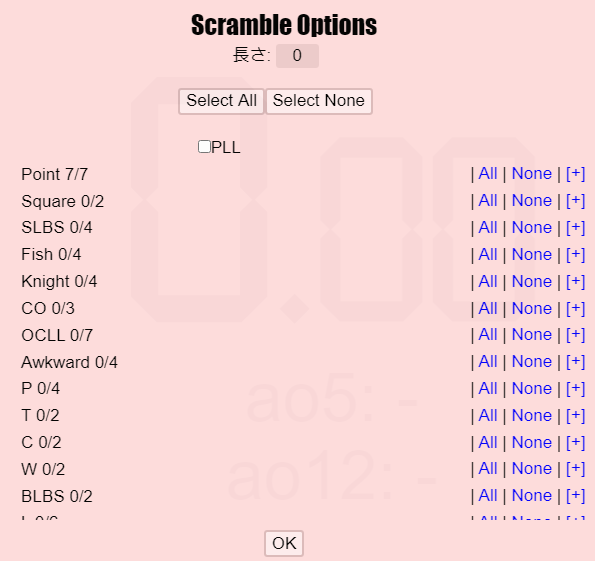 Scramble Options
長さ: 0
Select All Select None
PLL
Point 7/7 | All | None | [+]
Square 0/2 | All | None | [+]
SLBS 0/4 | All | None | [+]
Fish 0/4 | All | None | [+]
Knight 0/4 | All | None | [+]
CO 0/3 | All | None | [+]
OCLL 0/7 | All | None | [+]
Awkward 0/4 | All | None | [+]
P 0/4 | All | None | [+]
T 0/2 | All | None | [+]
C 0/2 | All | None | [+]
W 0/2 | All | None | [+]
BLBS 0/2 | All | None | [+]
0.00
ao5: -
ao12: -
OK